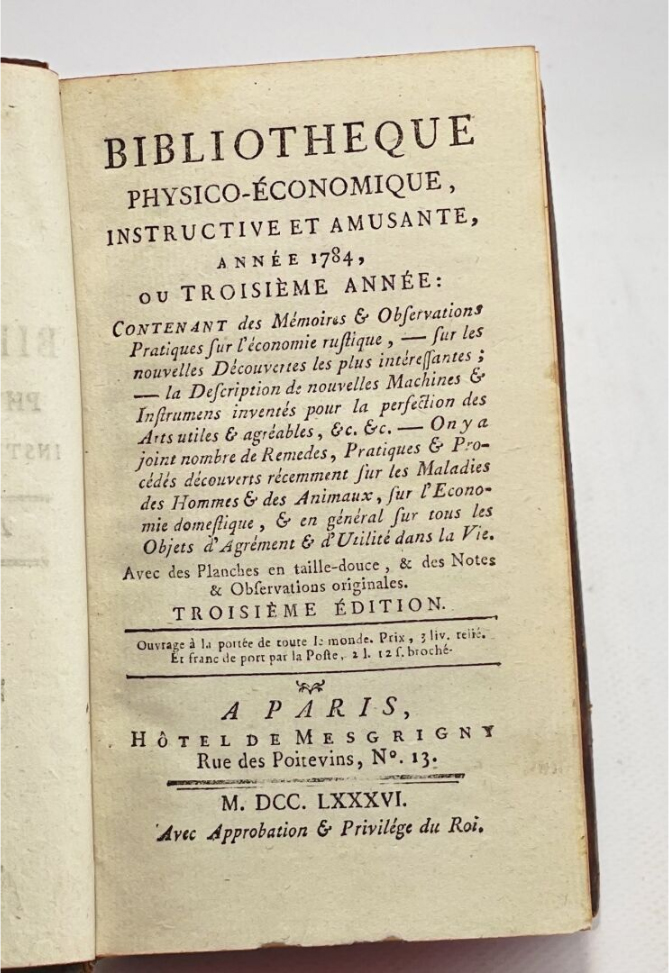 BIBLIOTHEQUE
PHYSICO-ÉCONOMIQUE,
INSTRUCTIVE ET AMUSANTE,
ANNÉE 1784,
OU TROISIÈME ANNÉE:
CONTENANT des Mémoires & Obſervations
Pratiques ſur l'économie ruſtique, — ſur les
nouvelles Découvertes les plus intéreſſantes;
— la Deſcription de nouvelles Machines &
Inſtrumens inventés pour la perfection des
Arts utiles & agréables, &c. &c. — On y a
joint nombre de Remedes, Pratiques & Pro-
cédés découverts récemment ſur les Maladies
des Hommes & des Animaux, ſur l'Econo-
mie domeſtique, & en général ſur tous les
Objets d'Agrément & d'Utilité dans la Vie.
Avec des Planches en taille-douce, & des Notes
& Obſervations originales.
TROISIÈME ÉDITION.
Ouvrage à la portée de toute le monde. Prix, 3 liv. relié.
Et franc de port par la Poſte, 2 l. 12 ſ. broché.
A PARIS,
HÔTEL DE MESGRIGNY
Rue des Poitevins, Nº. 13.
M. DCC. LXXXVI.
Avec Approbation & Privilége du Roi.